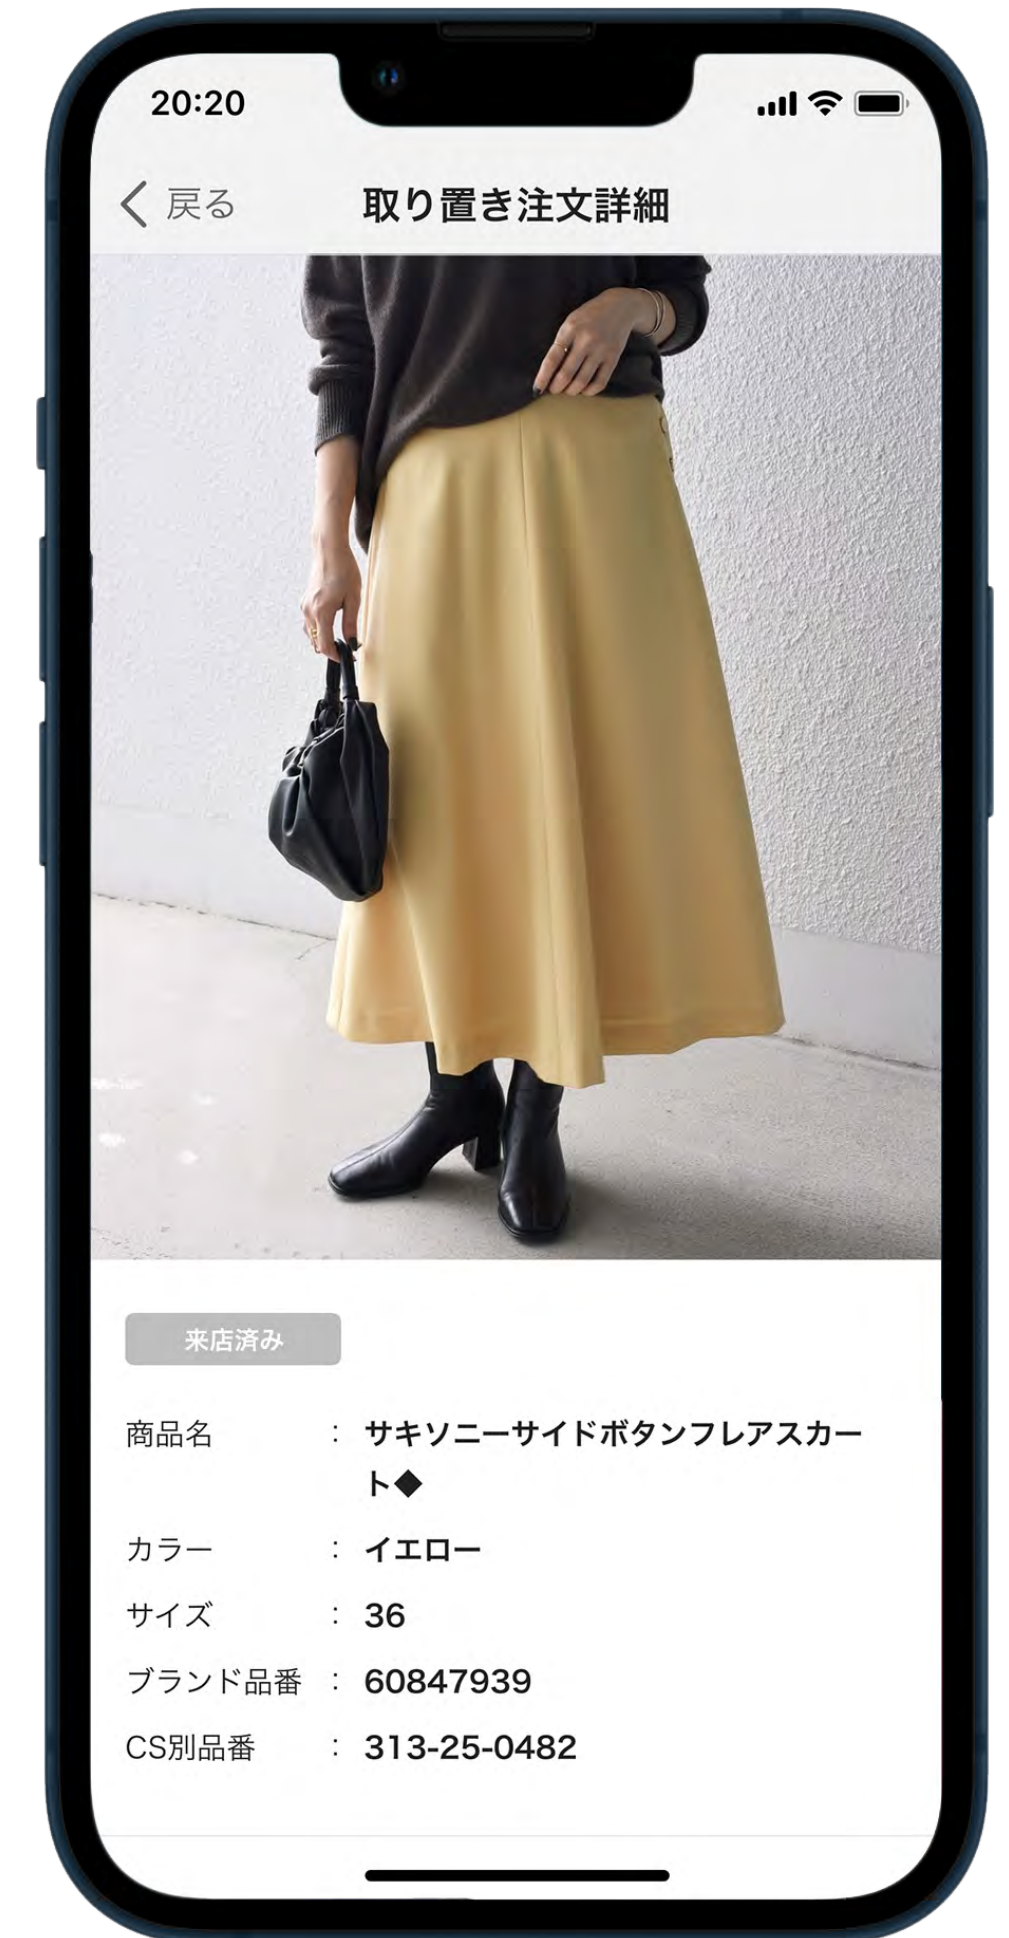 20:20
戻る
取り置き注文詳細
来店済み
商品名 : サキソニーサイドボタンフレアスカー
ト◆
カラー : イエロー
サイズ : 36
ブランド品番 : 60847939
CS別品番 : 313-25-0482